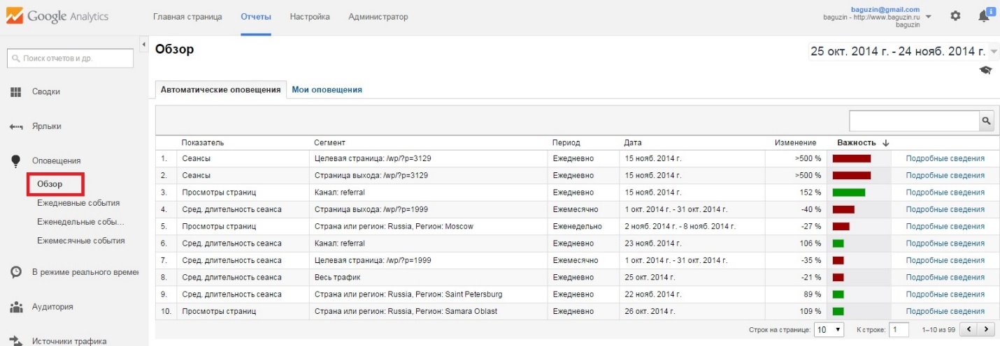 Google Analytics
Главная страница Отчеты Настройка Администратор
baguzin@gmail.com
baguzin - http://www.baguzin.ru
baguzin
1
Поиск отчетов и др.
Сводки
Ярлыки
Оповещения
Обзор
Ежедневные события
Еженедельные собы...
Ежемесячные события
В режиме реального времен
Аудитория
Источники трафика
Обзор
25 окт. 2014 г. - 24 нояб. 2014 г.
Автоматические оповещения Мои оповещения
Показатель Сегмент Период Дата Изменение Важность
1. Сеансы Целевая страница: /wp/?p=3129 Ежедневно 15 нояб. 2014 г. >500 % Подробные сведения
2. Сеансы Страница выхода: /wp/?p=3129 Ежедневно 15 нояб. 2014 г. >500 % Подробные сведения
3. Просмотры страниц Канал: referral Ежедневно 15 нояб. 2014 г. 152 % Подробные сведения
4. Сред. длительность сеанса Страница выхода: /wp/?p=1999 Ежемесячно 1 окт. 2014 г. - 31 окт. 2014 г. -40 % Подробные сведения
5. Просмотры страниц Страна или регион: Russia, Регион: Moscow Еженедельно 2 нояб. 2014 г. - 8 нояб. 2014 г. -27 % Подробные сведения
6. Сред. длительность сеанса Канал: referral Ежедневно 23 нояб. 2014 г. 106 % Подробные сведения
7. Сред. длительность сеанса Целевая страница: /wp/?p=1999 Ежемесячно 1 окт. 2014 г. - 31 окт. 2014 г. -35 % Подробные сведения
8. Сред. длительность сеанса Весь трафик Ежедневно 25 окт. 2014 г. -21 % Подробные сведения
9. Сред. длительность сеанса Страна или регион: Russia, Регион: Saint Petersburg Ежедневно 22 нояб. 2014 г. 89 % Подробные сведения
10. Просмотры страниц Страна или регион: Russia, Регион: Samara Oblast Ежедневно 26 окт. 2014 г. 109 % Подробные сведения
Строк на странице: 10 К строке: 1 1–10 из 99